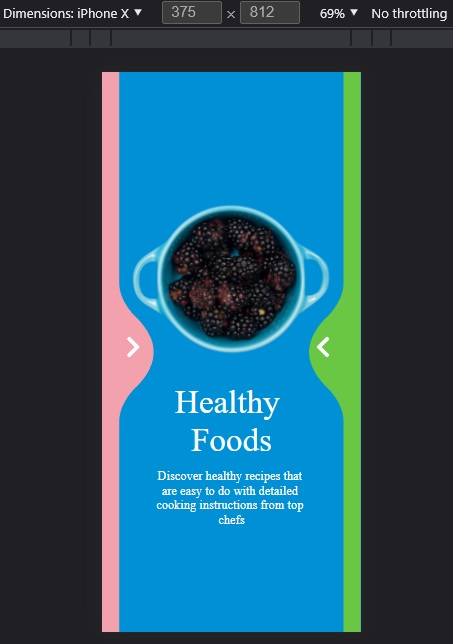 Dimensions: iPhone X ▼ 375 × 812 69% ▼ No throttling
Healthy
Foods
Discover healthy recipes that
are easy to do with detailed
cooking instructions from top
chefs